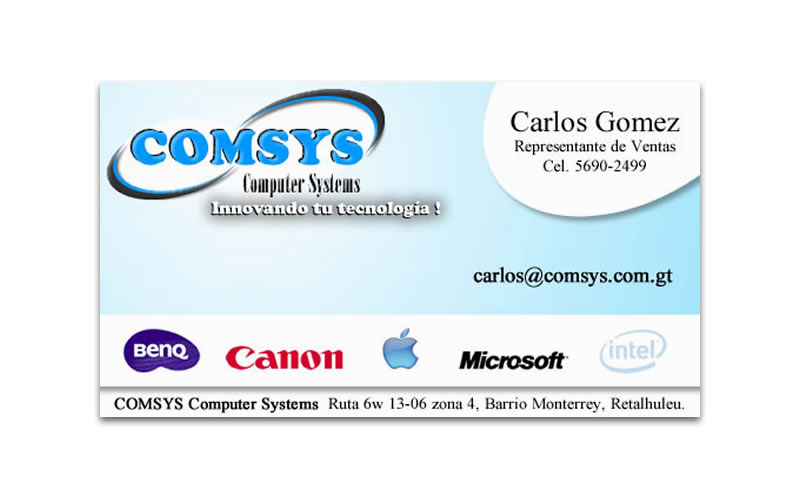 COMSYS
Computer Systems
Innovando tu tecnología !
Carlos Gomez
Representante de Ventas
Cel. 5690-2499
carlos@comsys.com.gt
BenQ Canon Microsoft intel
COMSYS Computer Systems Ruta 6w 13-06 zona 4, Barrio Monterrey, Retalhuleu.